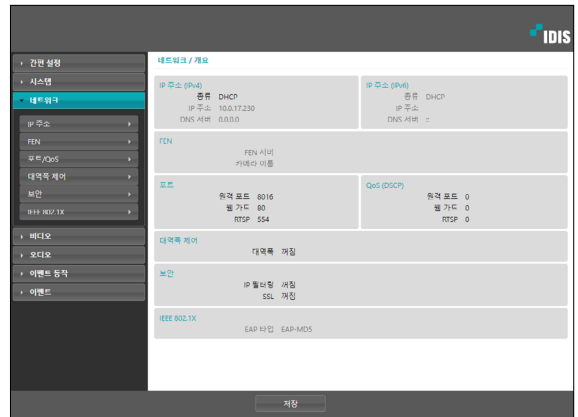 IDIS
간편 설정
시스템
네트워크
IP 주소
FEN
포트/QoS
대역폭 제어
보안
IEEE 802.1X
비디오
오디오
이벤트 동작
이벤트
네트워크 / 개요
IP 주소 (IPv4)
종류 DHCP
IP 주소 10.0.17.230
DNS 서버 0.0.0.0
IP 주소 (IPv6)
종류 DHCP
IP 주소
DNS 서버 ::
FEN
FEN 서버
카메라 이름
포트
원격 포트 8016
웹 가드 80
RTSP 554
QoS (DSCP)
원격 포트 0
웹 가드 0
RTSP 0
대역폭 제어
대역폭 꺼짐
보안
IP 필터링 꺼짐
SSL 꺼짐
IEEE 802.1X
EAP 타입 EAP-MD5
저장